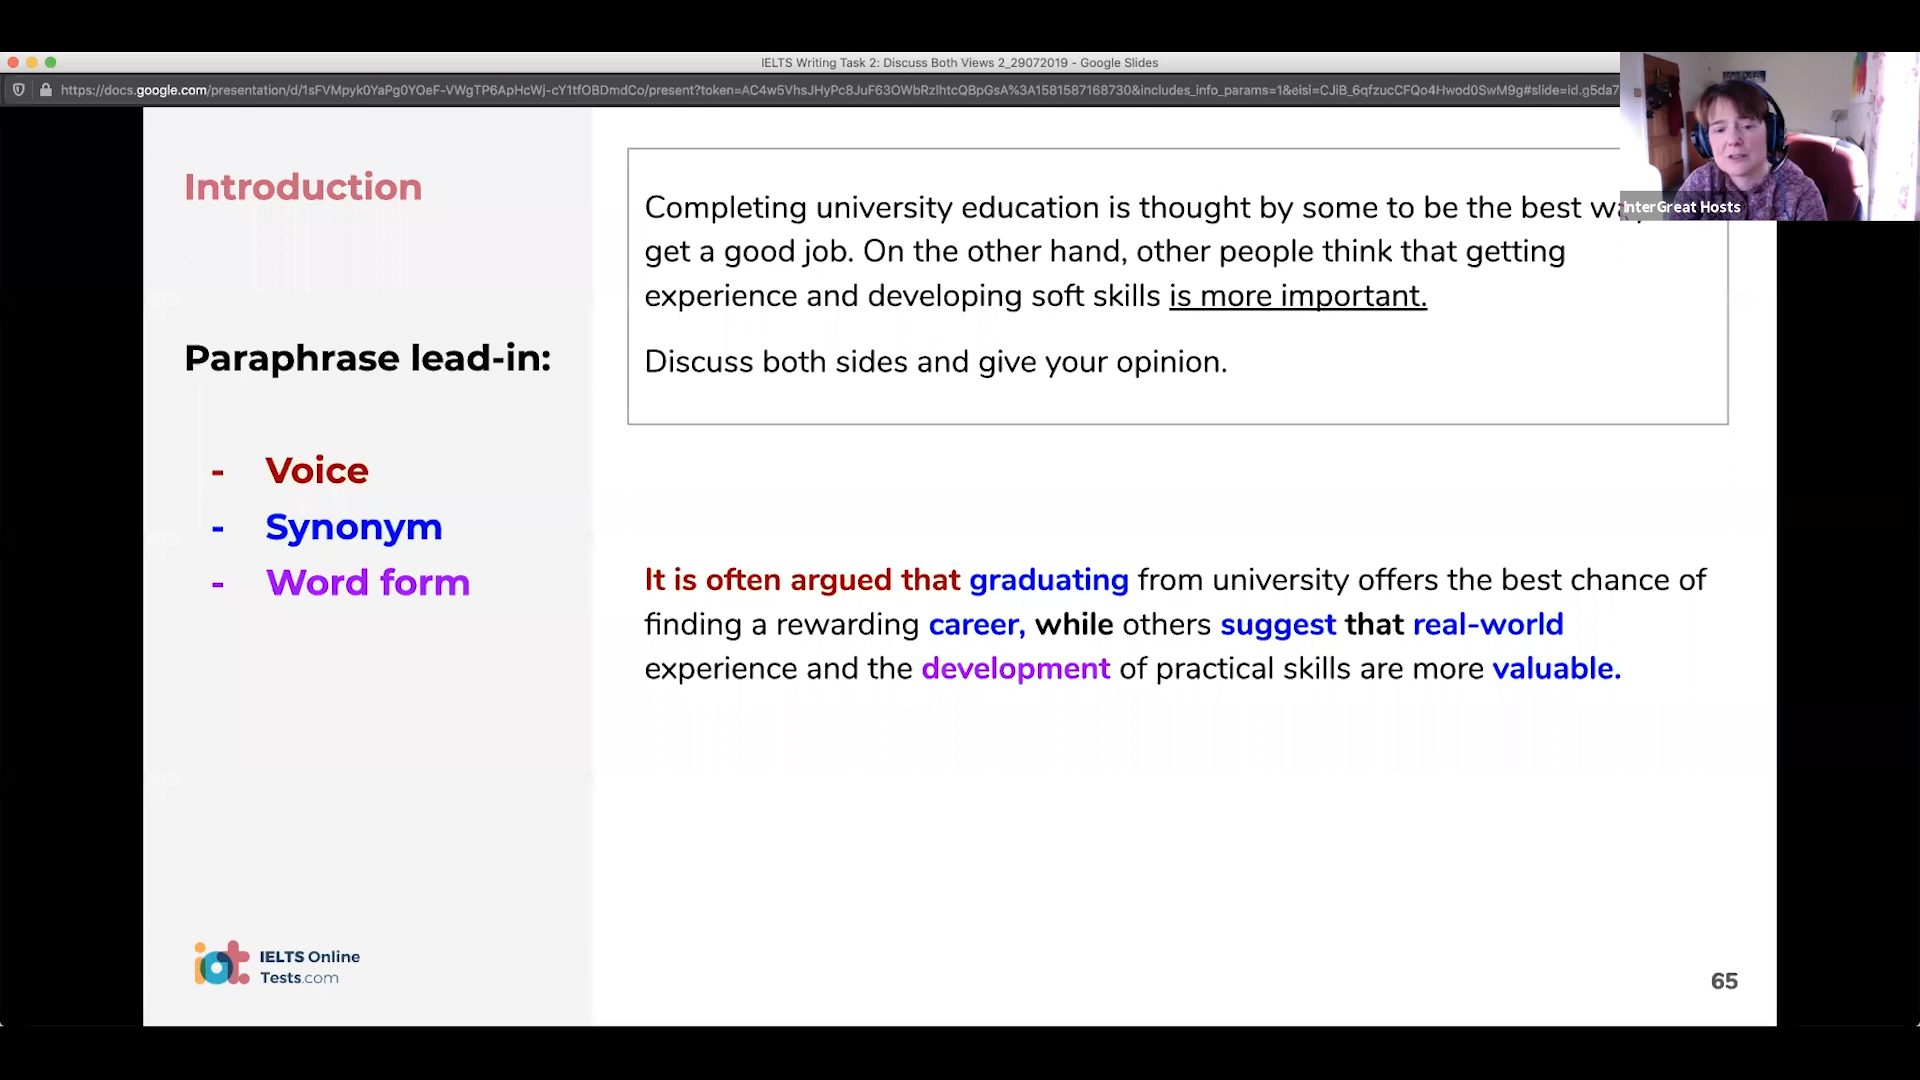 IELTS Writing Task 2: Discuss Both Views 2_29072019 - Google Slides
Introduction
Paraphrase lead-in:
- Voice
- Synonym
- Word form
Completing university education is thought by some to be the best
get a good job. On the other hand, other people think that getting
experience and developing soft skills is more important.
Discuss both sides and give your opinion.
It is often argued that graduating from university offers the best chance of
finding a rewarding career, while others suggest that real-world
experience and the development of practical skills are more valuable.
InterGreat Hosts
iot
IELTS Online
Tests.com
65